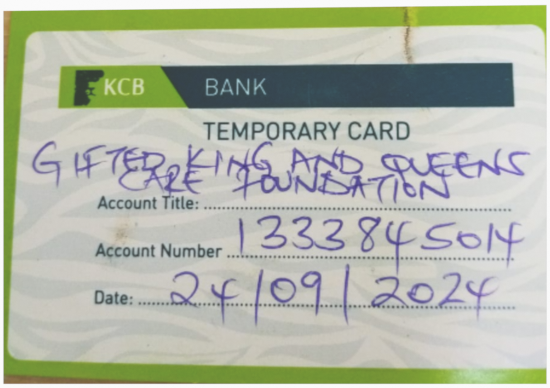 KCB BANK
TEMPORARY CARD
GIFTED KING AND QUEENS
CARE FOUNDATION
Account Title:
Account Number 1333845014
Date: 24/09/2024